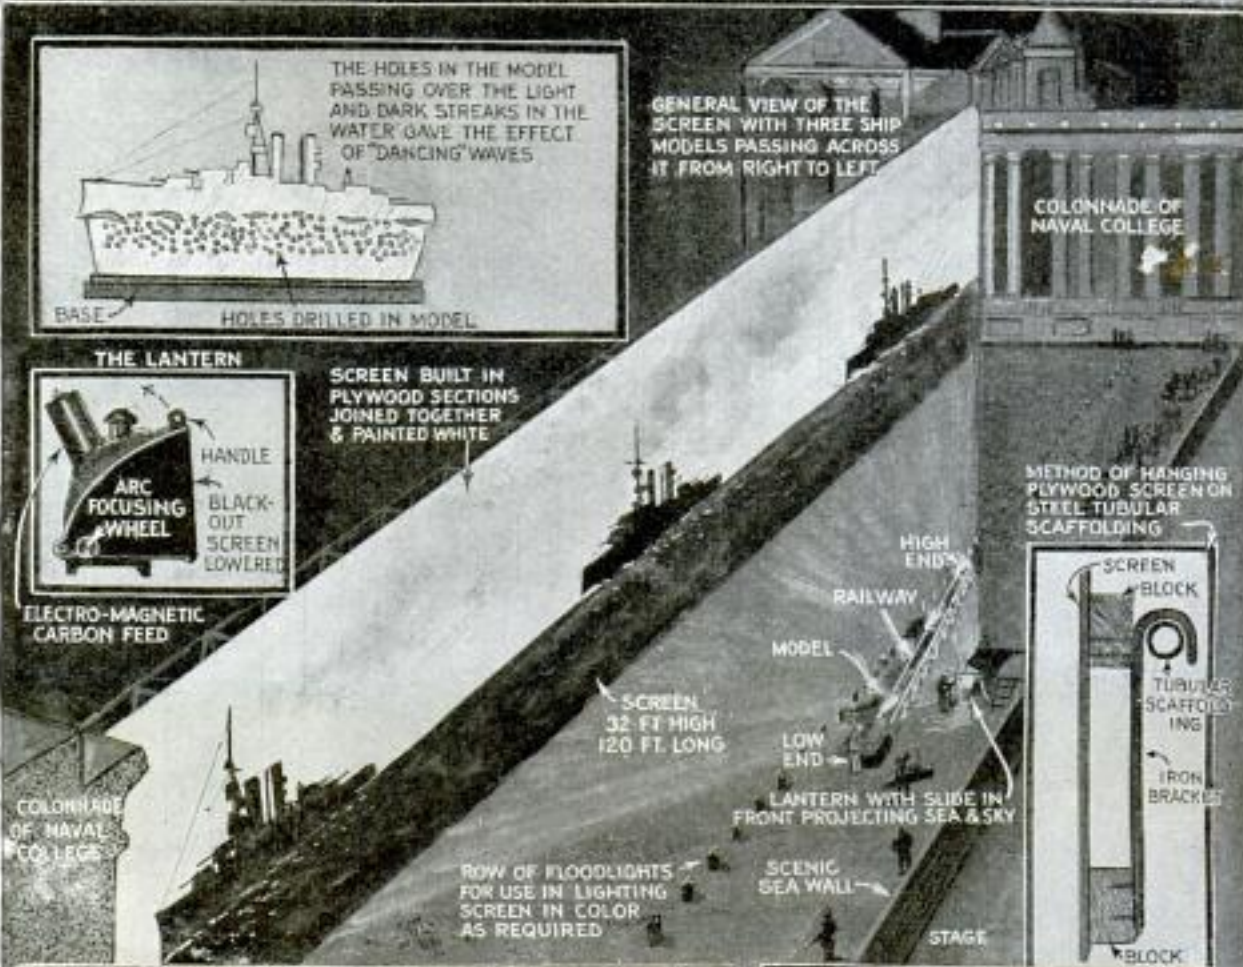 THE HOLES IN THE MODEL
PASSING OVER THE LIGHT
AND DARK STREAKS IN THE
WATER GAVE THE EFFECT
OF "DANCING" WAVES
BASE
HOLES DRILLED IN MODEL
GENERAL VIEW OF THE
SCREEN WITH THREE SHIP
MODELS PASSING ACROSS
IT FROM RIGHT TO LEFT
COLONNADE OF
NAVAL COLLEGE
THE LANTERN
HANDLE
ARC
FOCUSING
WHEEL
BLACK-
OUT
SCREEN
LOWERED
ELECTRO-MAGNETIC
CARBON FEED
SCREEN BUILT IN
PLYWOOD SECTIONS
JOINED TOGETHER
& PAINTED WHITE
METHOD OF HANGING
PLYWOOD SCREEN ON
STEEL TUBULAR
SCAFFOLDING
SCREEN
BLOCK
TUBULAR
SCAFFOLD
ING
IRON
BRACKET
BLOCK
HIGH
END
RAILWAY
MODEL
LOW
END
SCREEN
32 FT HIGH
120 FT. LONG
LANTERN WITH SLIDE IN
FRONT PROJECTING SEA & SKY
COLONNADE
OF NAVAL
COLLEGE
ROW OF FLOODLIGHTS
FOR USE IN LIGHTING
SCREEN IN COLOR
AS REQUIRED
SCENIC
SEA WALL
STAGE